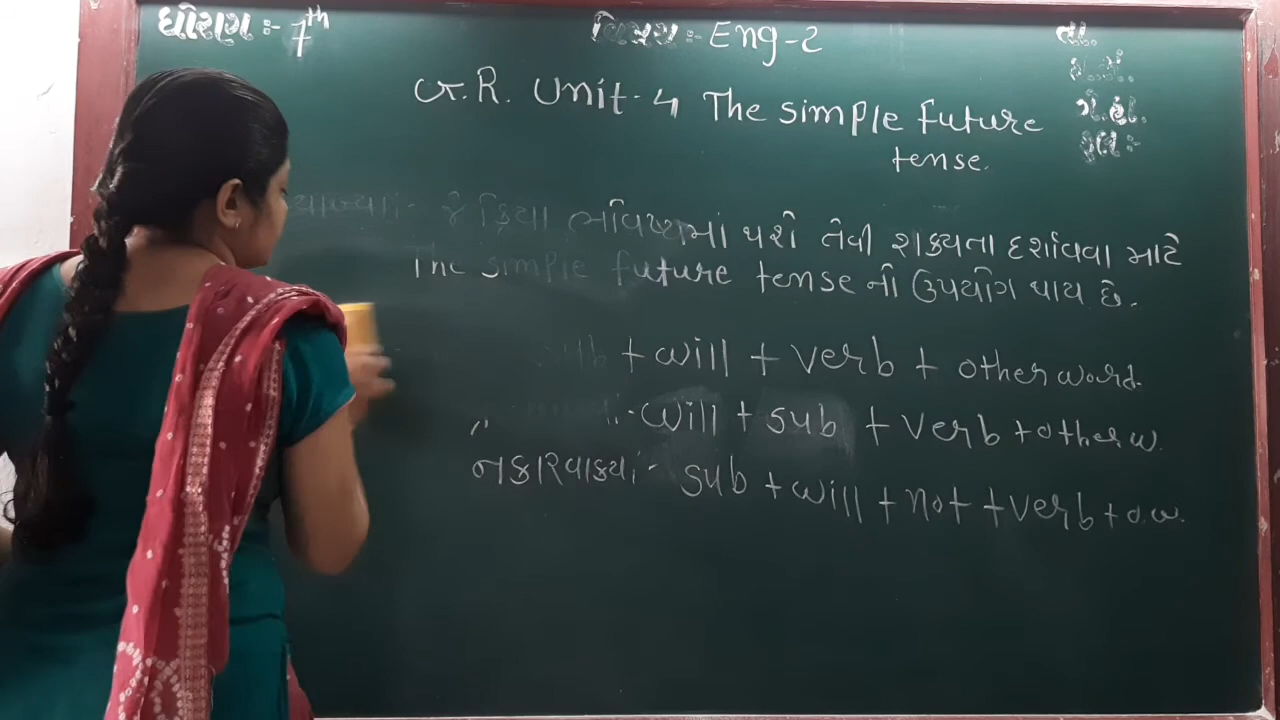 ધોરણ:- 7th
વિષય:- Eng-2
તા.
ગે.હા.
G.R. Unit-4 The simple future
tense.
જે ક્રિયા ભવિષ્યમાં થશે તેવી શક્યતા દર્શાવવા માટે
The simple future tense નો ઉપયોગ થાય છે.
sub + will + verb + other word.
:- will + sub + verb + other w.
નકારવાક્ય:- sub + will + not + verb + o.w.